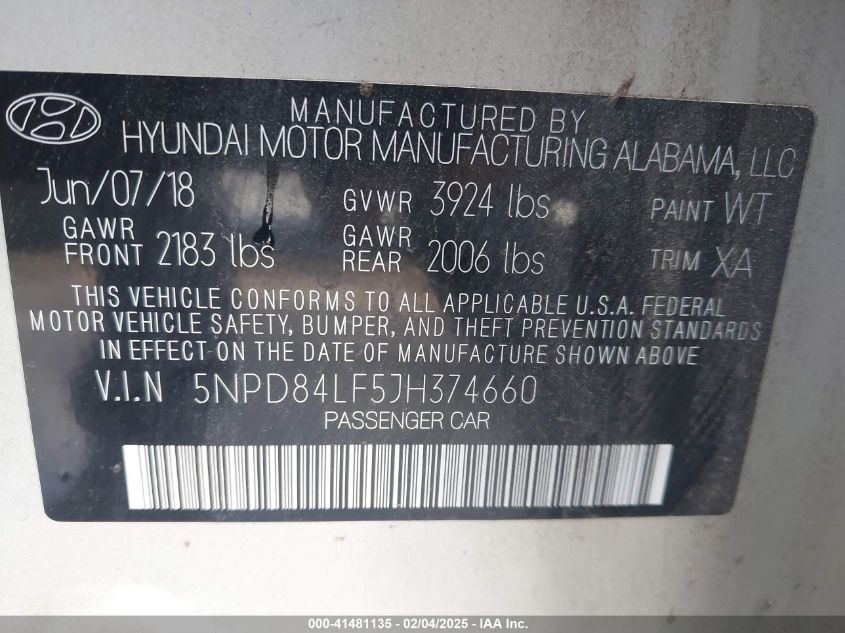 MANUFACTURED BY
HYUNDAI MOTOR MANUFACTURING ALABAMA, LLC
Jun/07/18 GVWR 3924 lbs PAINT WT
GAWR FRONT 2183 lbs GAWR REAR 2006 lbs TRIM XA
THIS VEHICLE CONFORMS TO ALL APPLICABLE U.S.A. FEDERAL
MOTOR VEHICLE SAFETY, BUMPER, AND THEFT PREVENTION STANDARDS
IN EFFECT ON THE DATE OF MANUFACTURE SHOWN ABOVE
V.I.N 5NPD84LF5JH374660
PASSENGER CAR
000-41481135 - 02/04/2025 - IAA Inc.